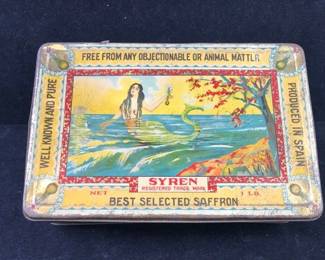 FREE FROM ANY OBJECTIONABLE OR ANIMAL MATTER
WELL KNOWN AND PURE
PRODUCED IN SPAIN
SYREN
REGISTERED TRADE MARK
NET
1 LB.
BEST SELECTED SAFFRON